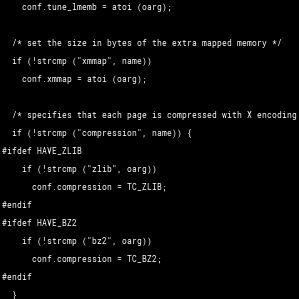 conf.tune_lmemb = atoi (oarg);
/* set the size in bytes of the extra mapped memory */
if (!strcmp ("xmmap", name))
conf.xmmap = atoi (oarg);
/* specifies that each page is compressed with X encoding
if (!strcmp ("compression", name)) {
#ifdef HAVE_ZLIB
if (!strcmp ("zlib", oarg))
conf.compression = TC_ZLIB;
#endif
#ifdef HAVE_BZ2
if (!strcmp ("bz2", oarg))
conf.compression = TC_BZ2;
#endif
}